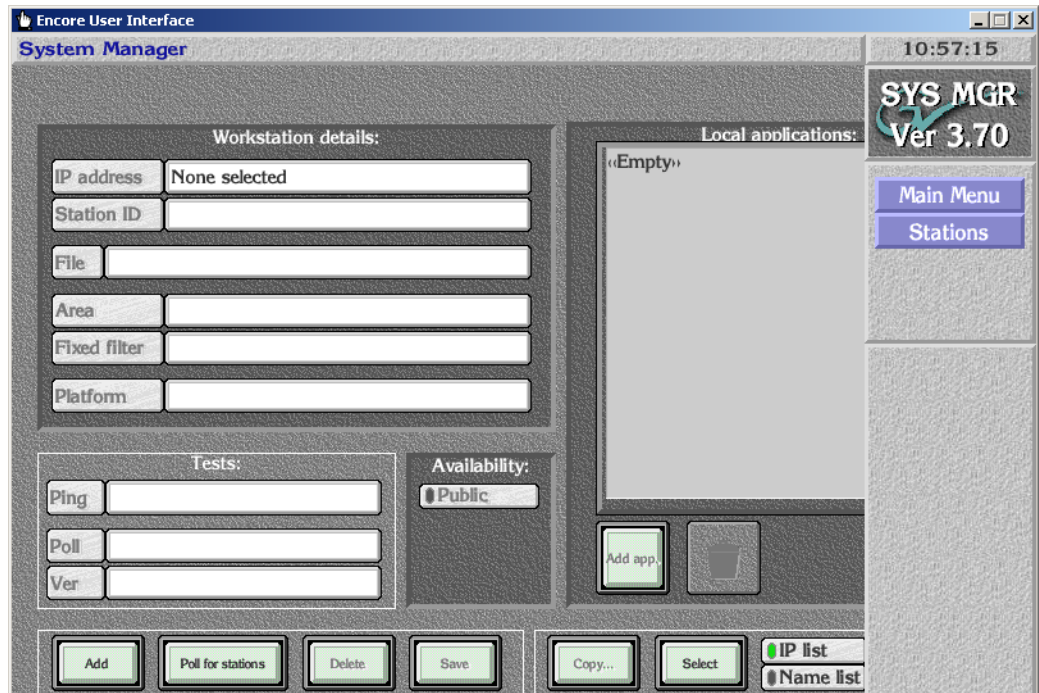 Encore User Interface
System Manager
10:57:15
SYS MGR
Ver 3.70
Main Menu
Stations
Workstation details:
IP address None selected
Station ID
File
Area
Fixed filter
Platform
Local applications:
‹‹Empty››
Add app.
Tests:
Ping
Poll
Ver
Availability:
Public
Add
Poll for stations
Delete
Save
Copy...
Select
IP list
Name list